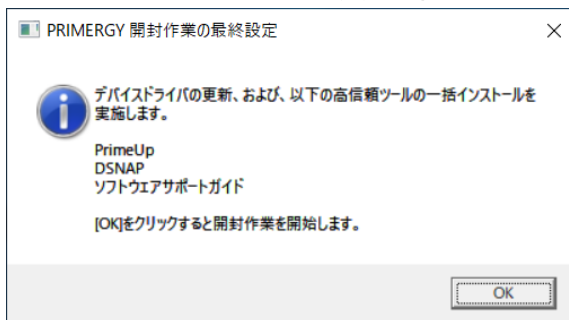 PRIMERGY 開封作業の最終設定
デバイスドライバの更新、および、以下の高信頼ツールの一括インストールを
実施します。
PrimeUp
DSNAP
ソフトウェアサポートガイド
[OK]をクリックすると開封作業を開始します。
OK